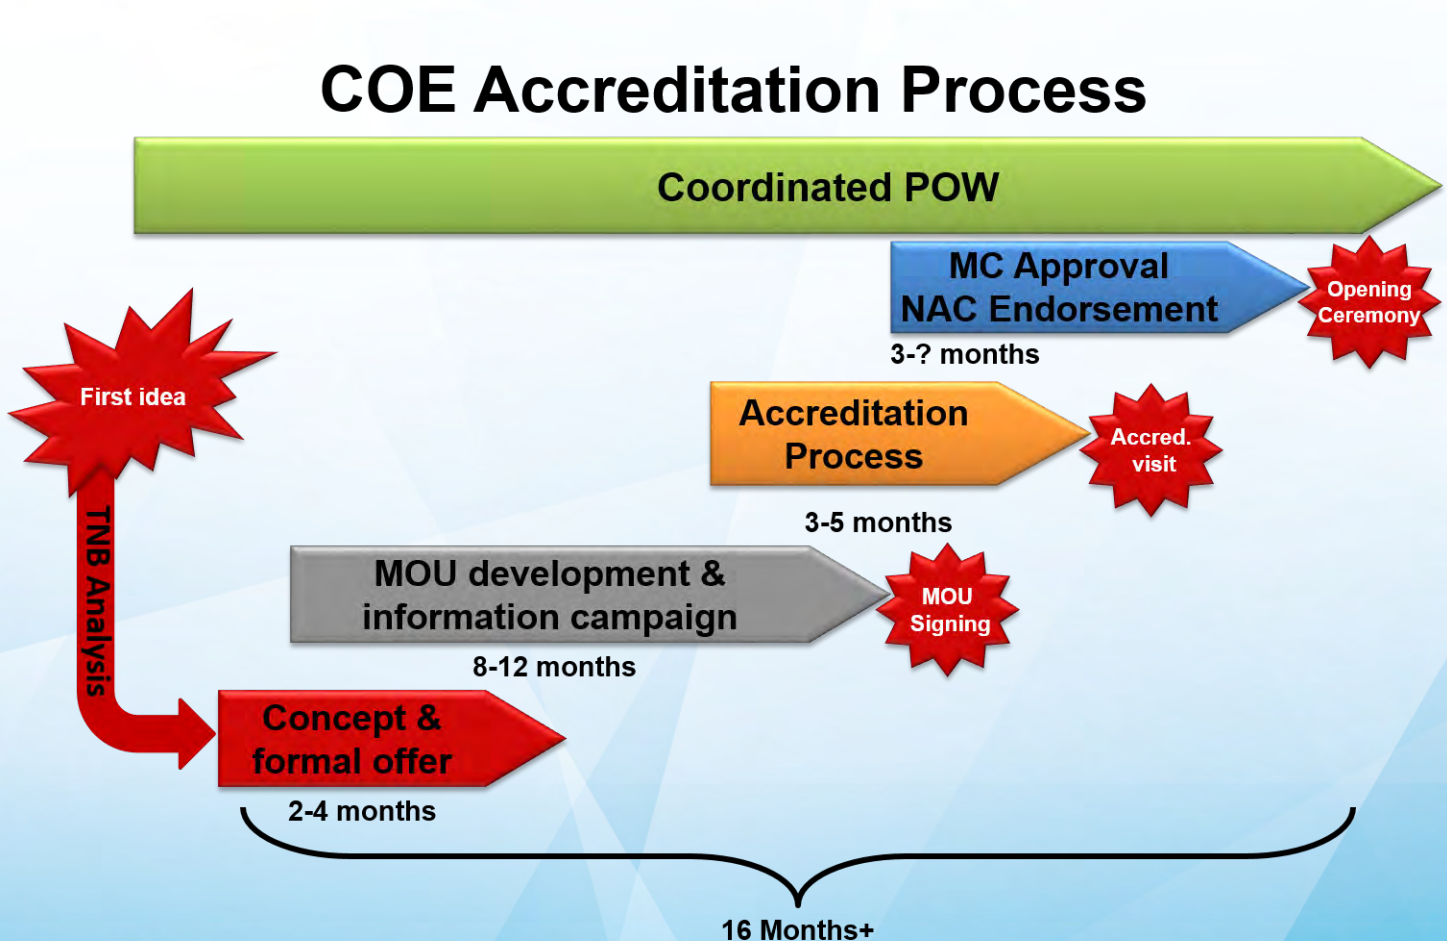 COE Accreditation Process
Coordinated POW
MC Approval
NAC Endorsement
3-? months
Opening
Ceremony
First idea
TNB Analysis
Accreditation
Process
3-5 months
Accred.
visit
MOU development &
information campaign
8-12 months
MOU
Signing
Concept &
formal offer
2-4 months
16 Months+